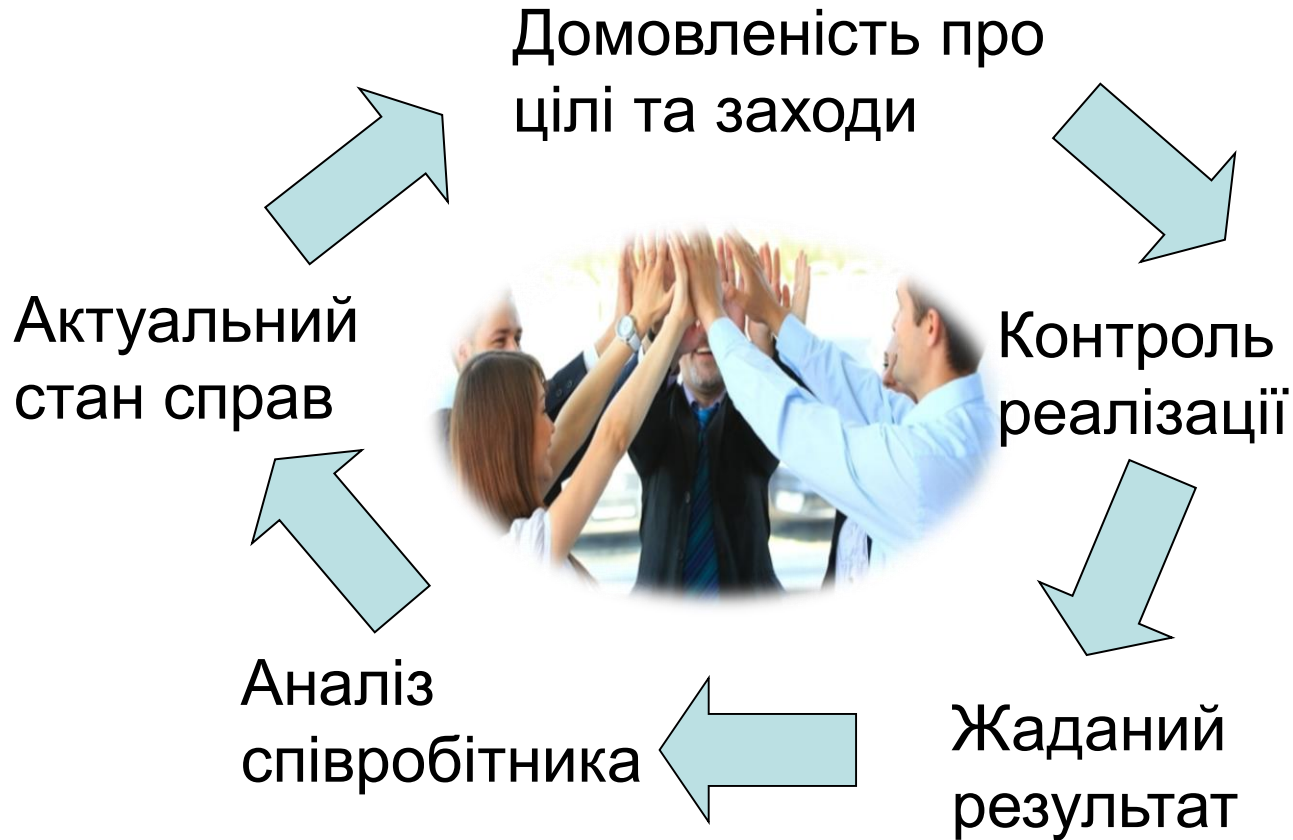 Домовленість про
цілі та заходи
Контроль
реалізації
Жаданий
результат
Аналіз
співробітника
Актуальний
стан справ